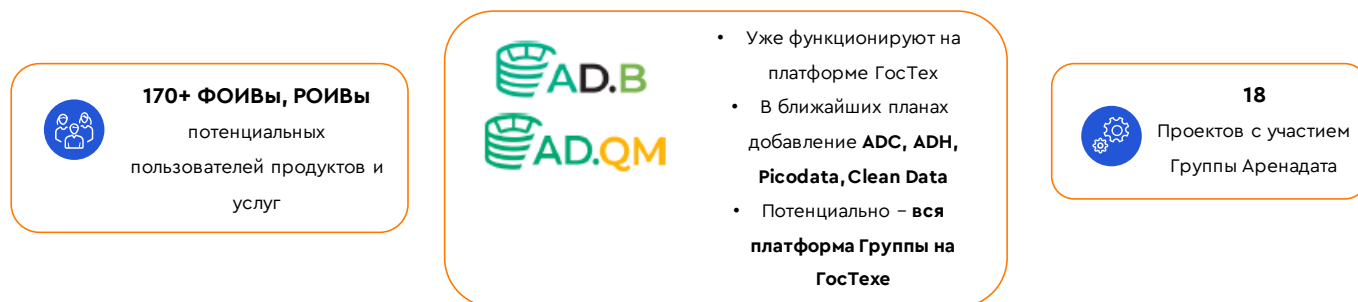 170+ ФОИВы, РОИВы
потенциальных
пользователей продуктов и
услуг
AD.B
AD.QM
• Уже функционируют на
платформе ГосТех
• В ближайших планах
добавление ADC, ADH,
Picodata, Clean Data
• Потенциально – вся
платформа Группы на
ГосТехе
18
Проектов с участием
Группы Аренадата